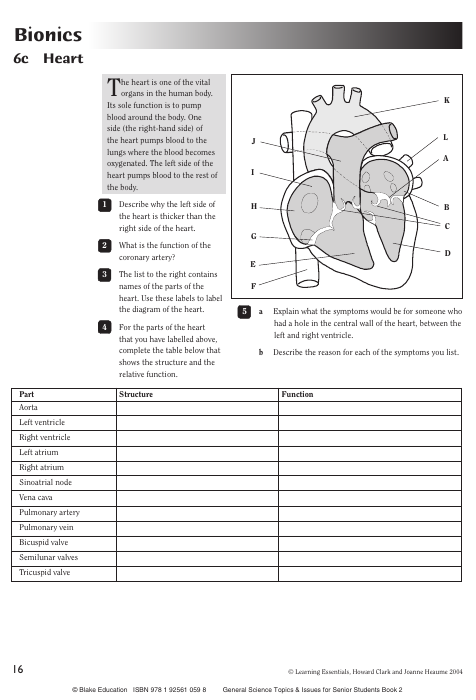 Bionics
6c Heart
The heart is one of the vital
organs in the human body.
Its sole function is to pump
blood around the body. One
side (the right-hand side) of
the heart pumps blood to the
lungs where the blood becomes
oxygenated. The left side of the
heart pumps blood to the rest of
the body.
1 Describe why the left side of
the heart is thicker than the
right side of the heart.
2 What is the function of the
coronary artery?
3 The list to the right contains
names of the parts of the
heart. Use these labels to label
the diagram of the heart.
4 For the parts of the heart
that you have labelled above,
complete the table below that
shows the structure and the
relative function.
K
L
J
A
I
H
B
C
G
D
E
F
5 a Explain what the symptoms would be for someone who
had a hole in the central wall of the heart, between the
left and right ventricle.
b Describe the reason for each of the symptoms you list.
Part Structure Function
Aorta
Left ventricle
Right ventricle
Left atrium
Right atrium
Sinoatrial node
Vena cava
Pulmonary artery
Pulmonary vein
Bicuspid valve
Semilunar valves
Tricuspid valve
16
© Learning Essentials, Howard Clark and Joanne Heaume 2004
© Blake Education ISBN 978 1 92561 059 8 General Science Topics & Issues for Senior Students Book 2